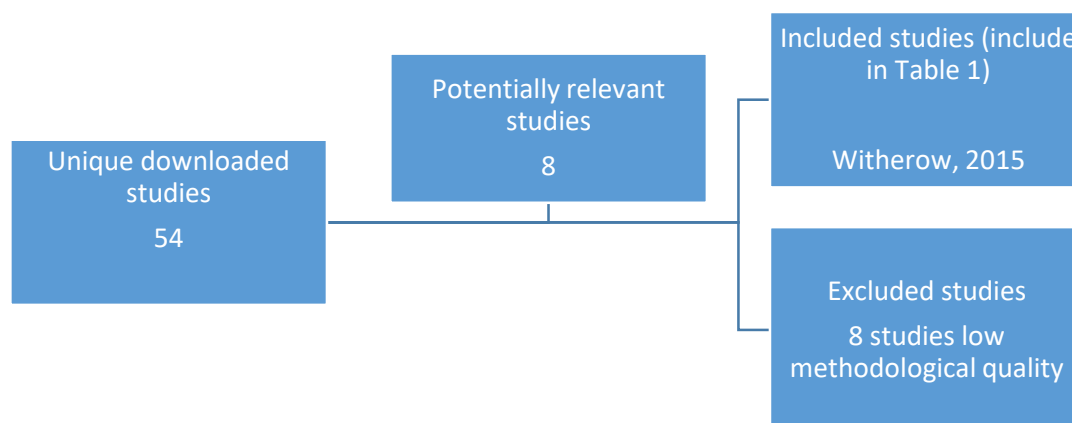 Unique downloaded
studies
54
Potentially relevant
studies
8
Included studies (include
in Table 1)
Witherow, 2015
Excluded studies
8 studies low
methodological quality